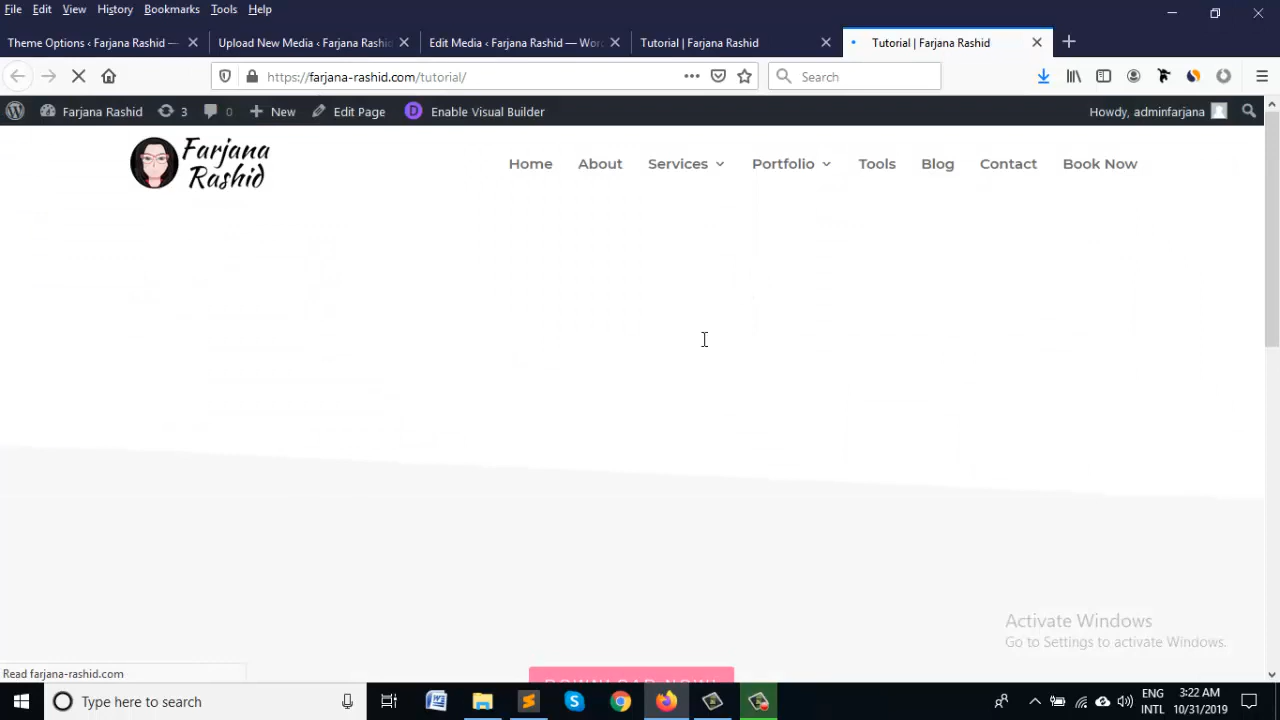 File Edit View History Bookmarks Tools Help
Theme Options ‹ Farjana Rashid — Upload New Media ‹ Farjana Rashid Edit Media ‹ Farjana Rashid — Wor Tutorial | Farjana Rashid Tutorial | Farjana Rashid
https://farjana-rashid.com/tutorial/ Search
Farjana Rashid 3 0 New Edit Page D Enable Visual Builder Howdy, adminfarjana
Farjana
Rashid
Home About Services Portfolio Tools Blog Contact Book Now
Activate Windows
Go to Settings to activate Windows.
Read farjana-rashid.com
DOWNLOAD NOW!
Type here to search
ENG
INTL
3:22 AM
10/31/2019